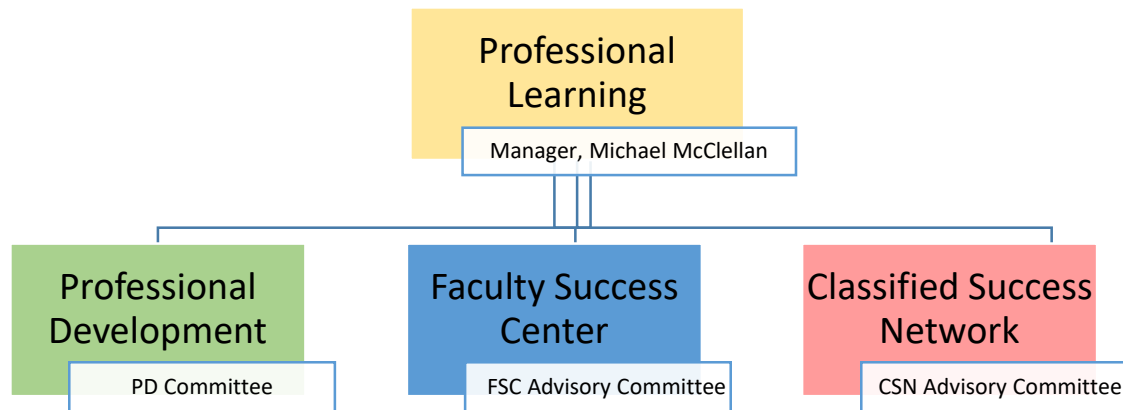 Professional
Learning
Manager, Michael McClellan
Professional
Development
PD Committee
Faculty Success
Center
FSC Advisory Committee
Classified Success
Network
CSN Advisory Committee